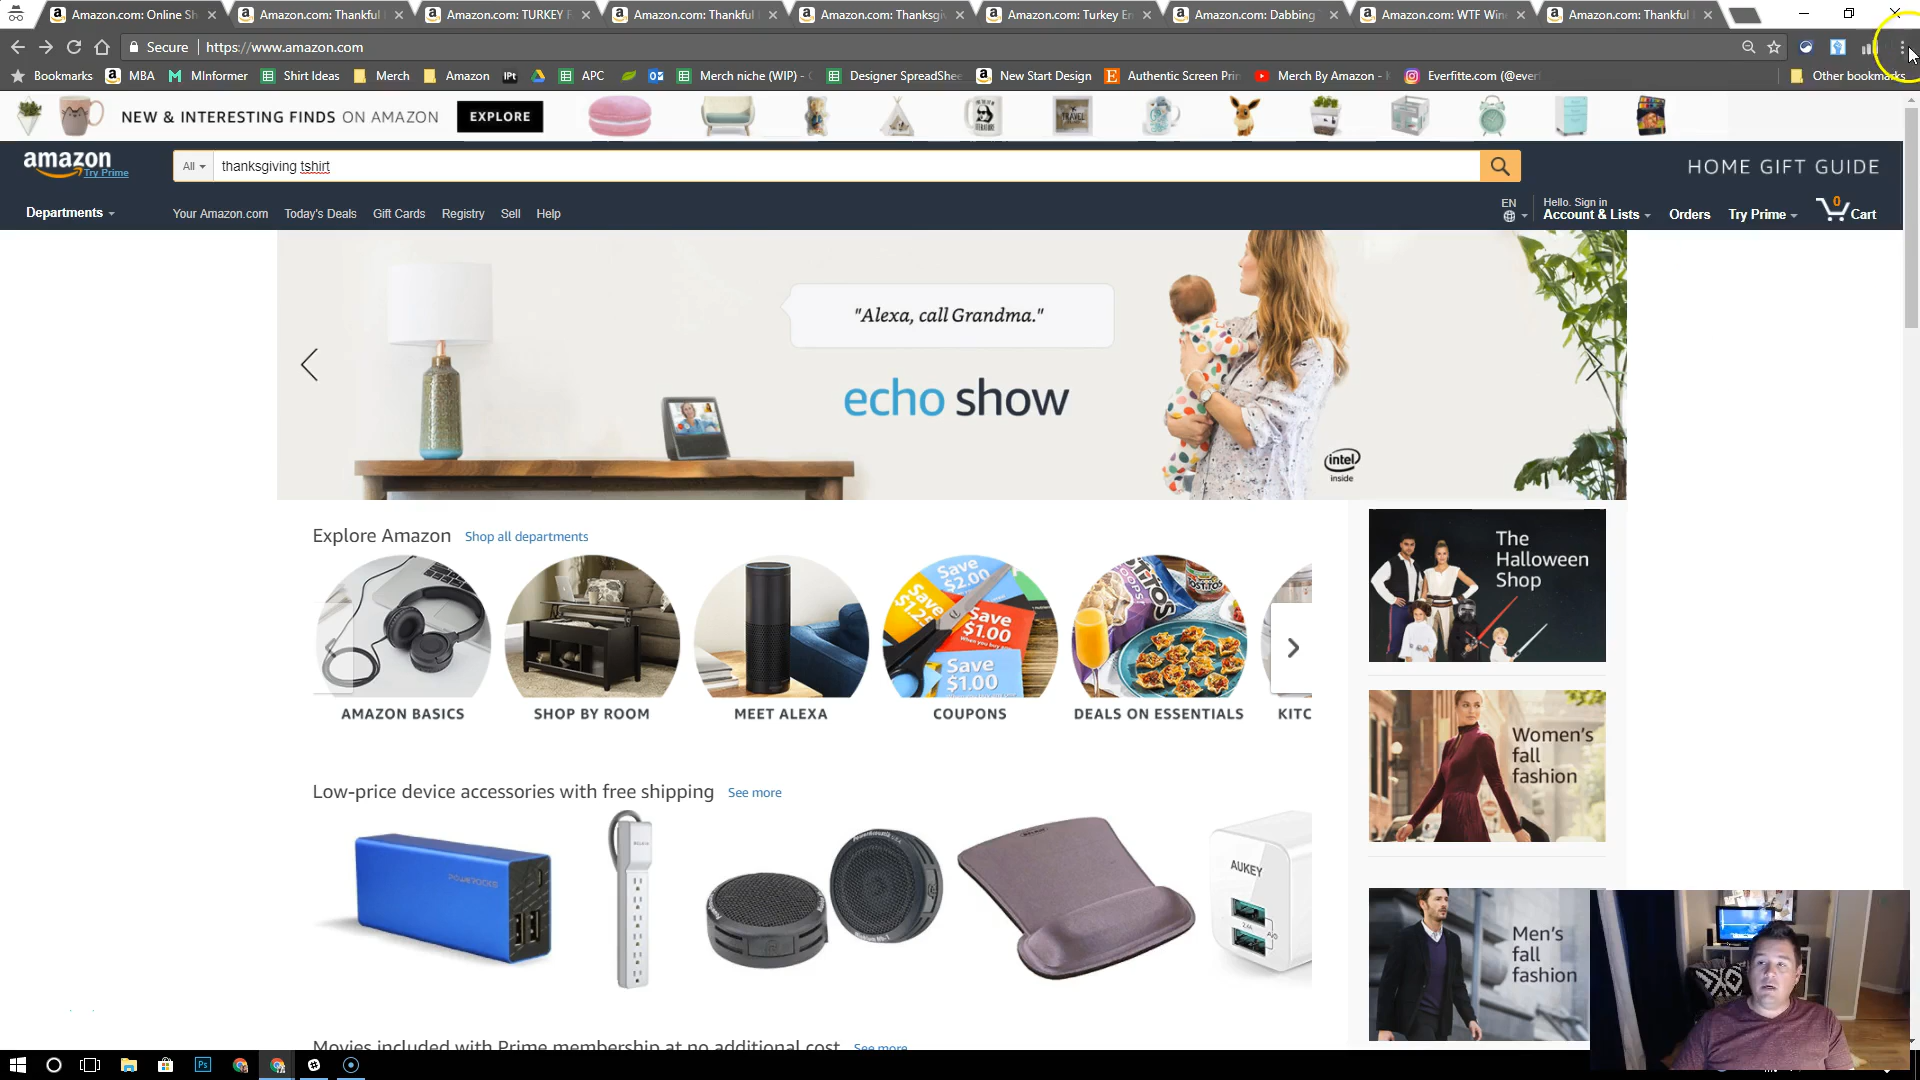 Amazon.com: Online Sh
Amazon.com: Thankful
Amazon.com: TURKEY F
Amazon.com: Thankful
Amazon.com: Thanksgi
Amazon.com: Turkey En
Amazon.com: Dabbing
Amazon.com: WTF Win
Amazon.com: Thankful
Secure https://www.amazon.com
Bookmarks MBA MInformer Shirt Ideas Merch Amazon IPt APC Merch niche (WIP) - Designer SpreadShee New Start Design Authentic Screen Prin Merch By Amazon - Everfitte.com (@ever Other bookmarks
NEW & INTERESTING FINDS ON AMAZON EXPLORE
amazon
Try Prime
All thanksgiving tshirt
HOME GIFT GUIDE
Departments
Your Amazon.com Today's Deals Gift Cards Registry Sell Help
EN
Hello. Sign in
Account & Lists
Orders
Try Prime
0
Cart
"Alexa, call Grandma."
echo show
intel
inside
Explore Amazon Shop all departments
Save
$2.00
Save
$1.00
Save
$1.00
AMAZON BASICS
SHOP BY ROOM
MEET ALEXA
COUPONS
DEALS ON ESSENTIALS
KITC
The
Halloween
Shop
Women's
fall
fashion
Men's
fall
fashion
Low-price device accessories with free shipping See more
AUKEY
Movies included with Prime membership at no additional cost See more
Ps